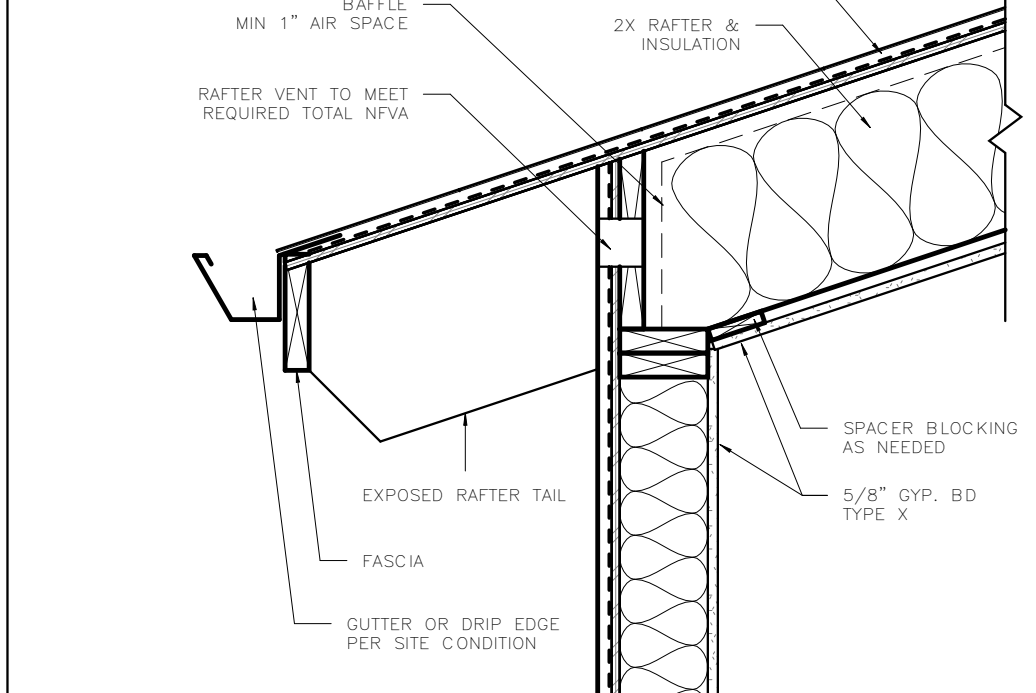 BAFFLE
MIN 1” AIR SPACE
2X RAFTER &
INSULATION
RAFTER VENT TO MEET
REQUIRED TOTAL NFVA
SPACER BLOCKING
AS NEEDED
EXPOSED RAFTER TAIL
5/8” GYP. BD
TYPE X
FASCIA
GUTTER OR DRIP EDGE
PER SITE CONDITION